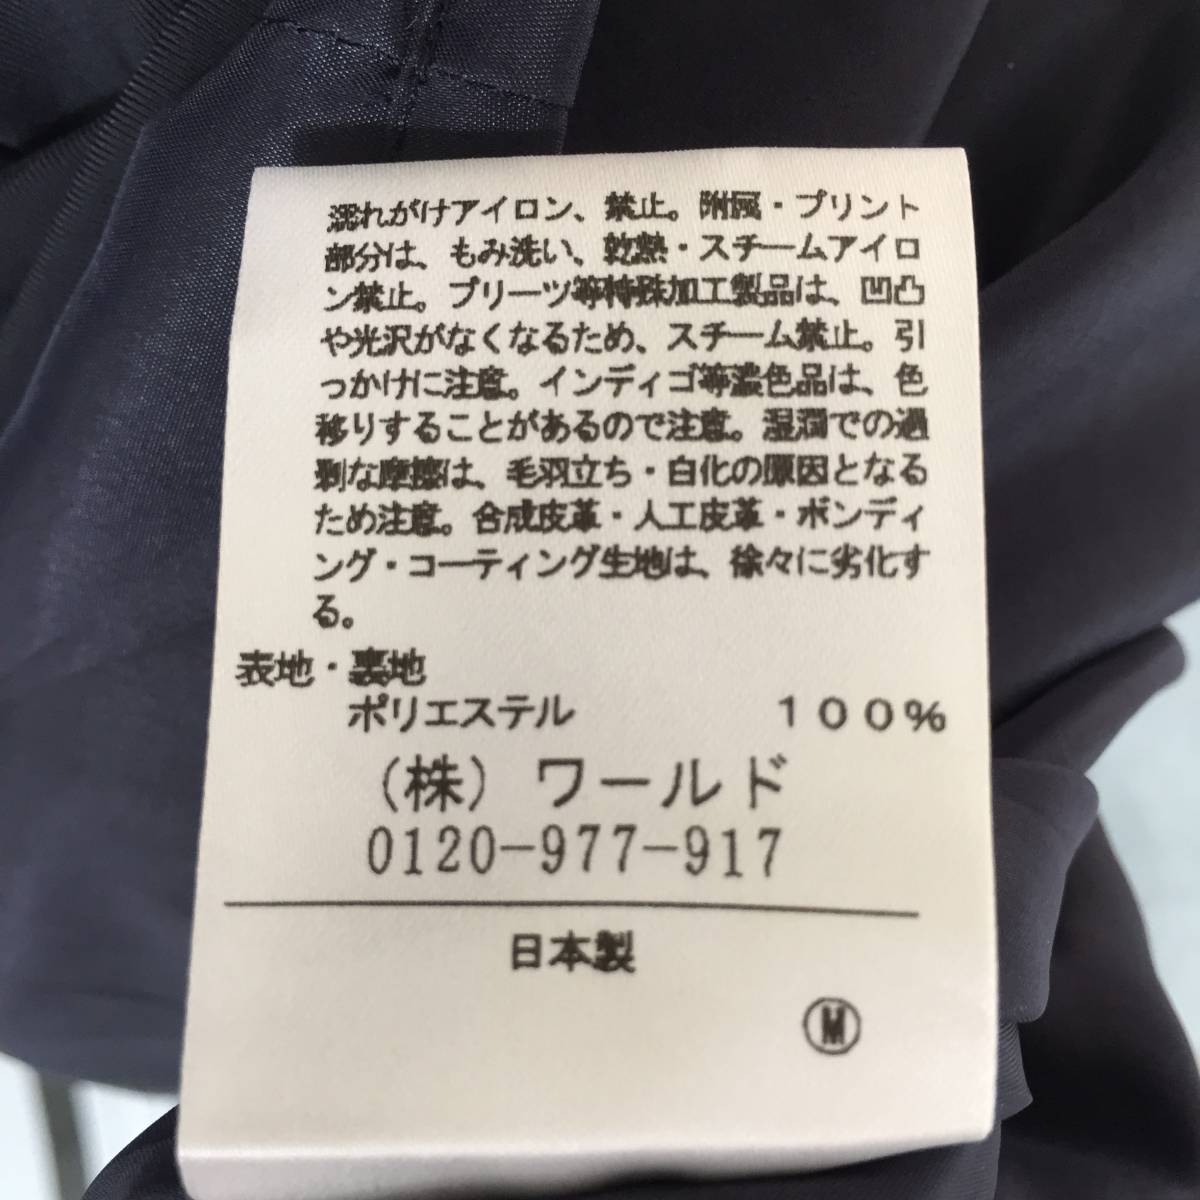 濡れがけアイロン、禁止。附属・プリント
部分は、もみ洗い、乾熱・スチームアイロ
ン禁止。プリーツ等特殊加工製品は、凹凸
や光沢がなくなるため、スチーム禁止。引
っかけに注意。インディゴ等濃色品は、色
移りすることがあるので注意。湿潤での過
剰な摩擦は、毛羽立ち・白化の原因となる
ため注意。合成皮革・人工皮革・ボンディ
ング・コーティング生地は、徐々に劣化す
る。
表地・裏地
ポリエステル １００％
（株）ワールド
0120-977-917
日本製
M